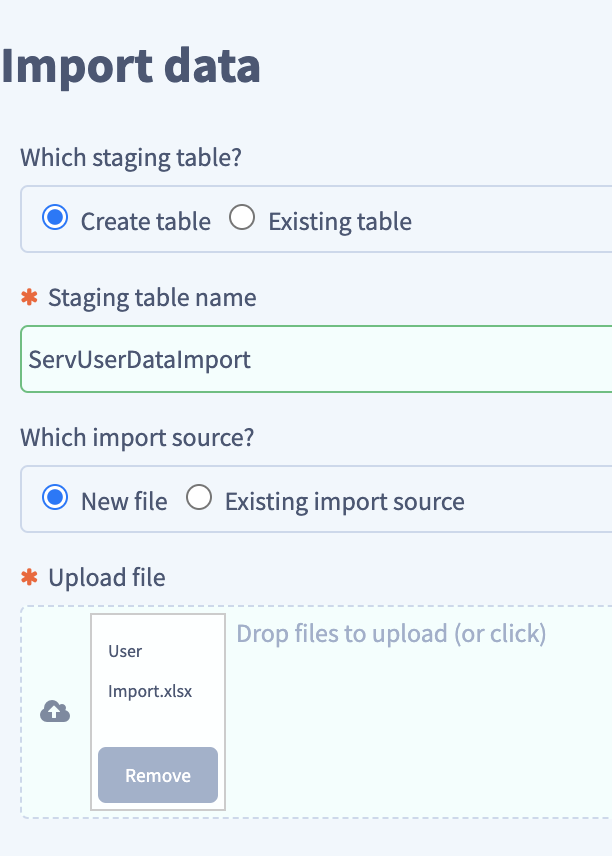 Import data
Which staging table?
Create table Existing table
✱ Staging table name
ServUserDataImport
Which import source?
New file Existing import source
✱ Upload file
Drop files to upload (or click)
User
Import.xlsx
Remove